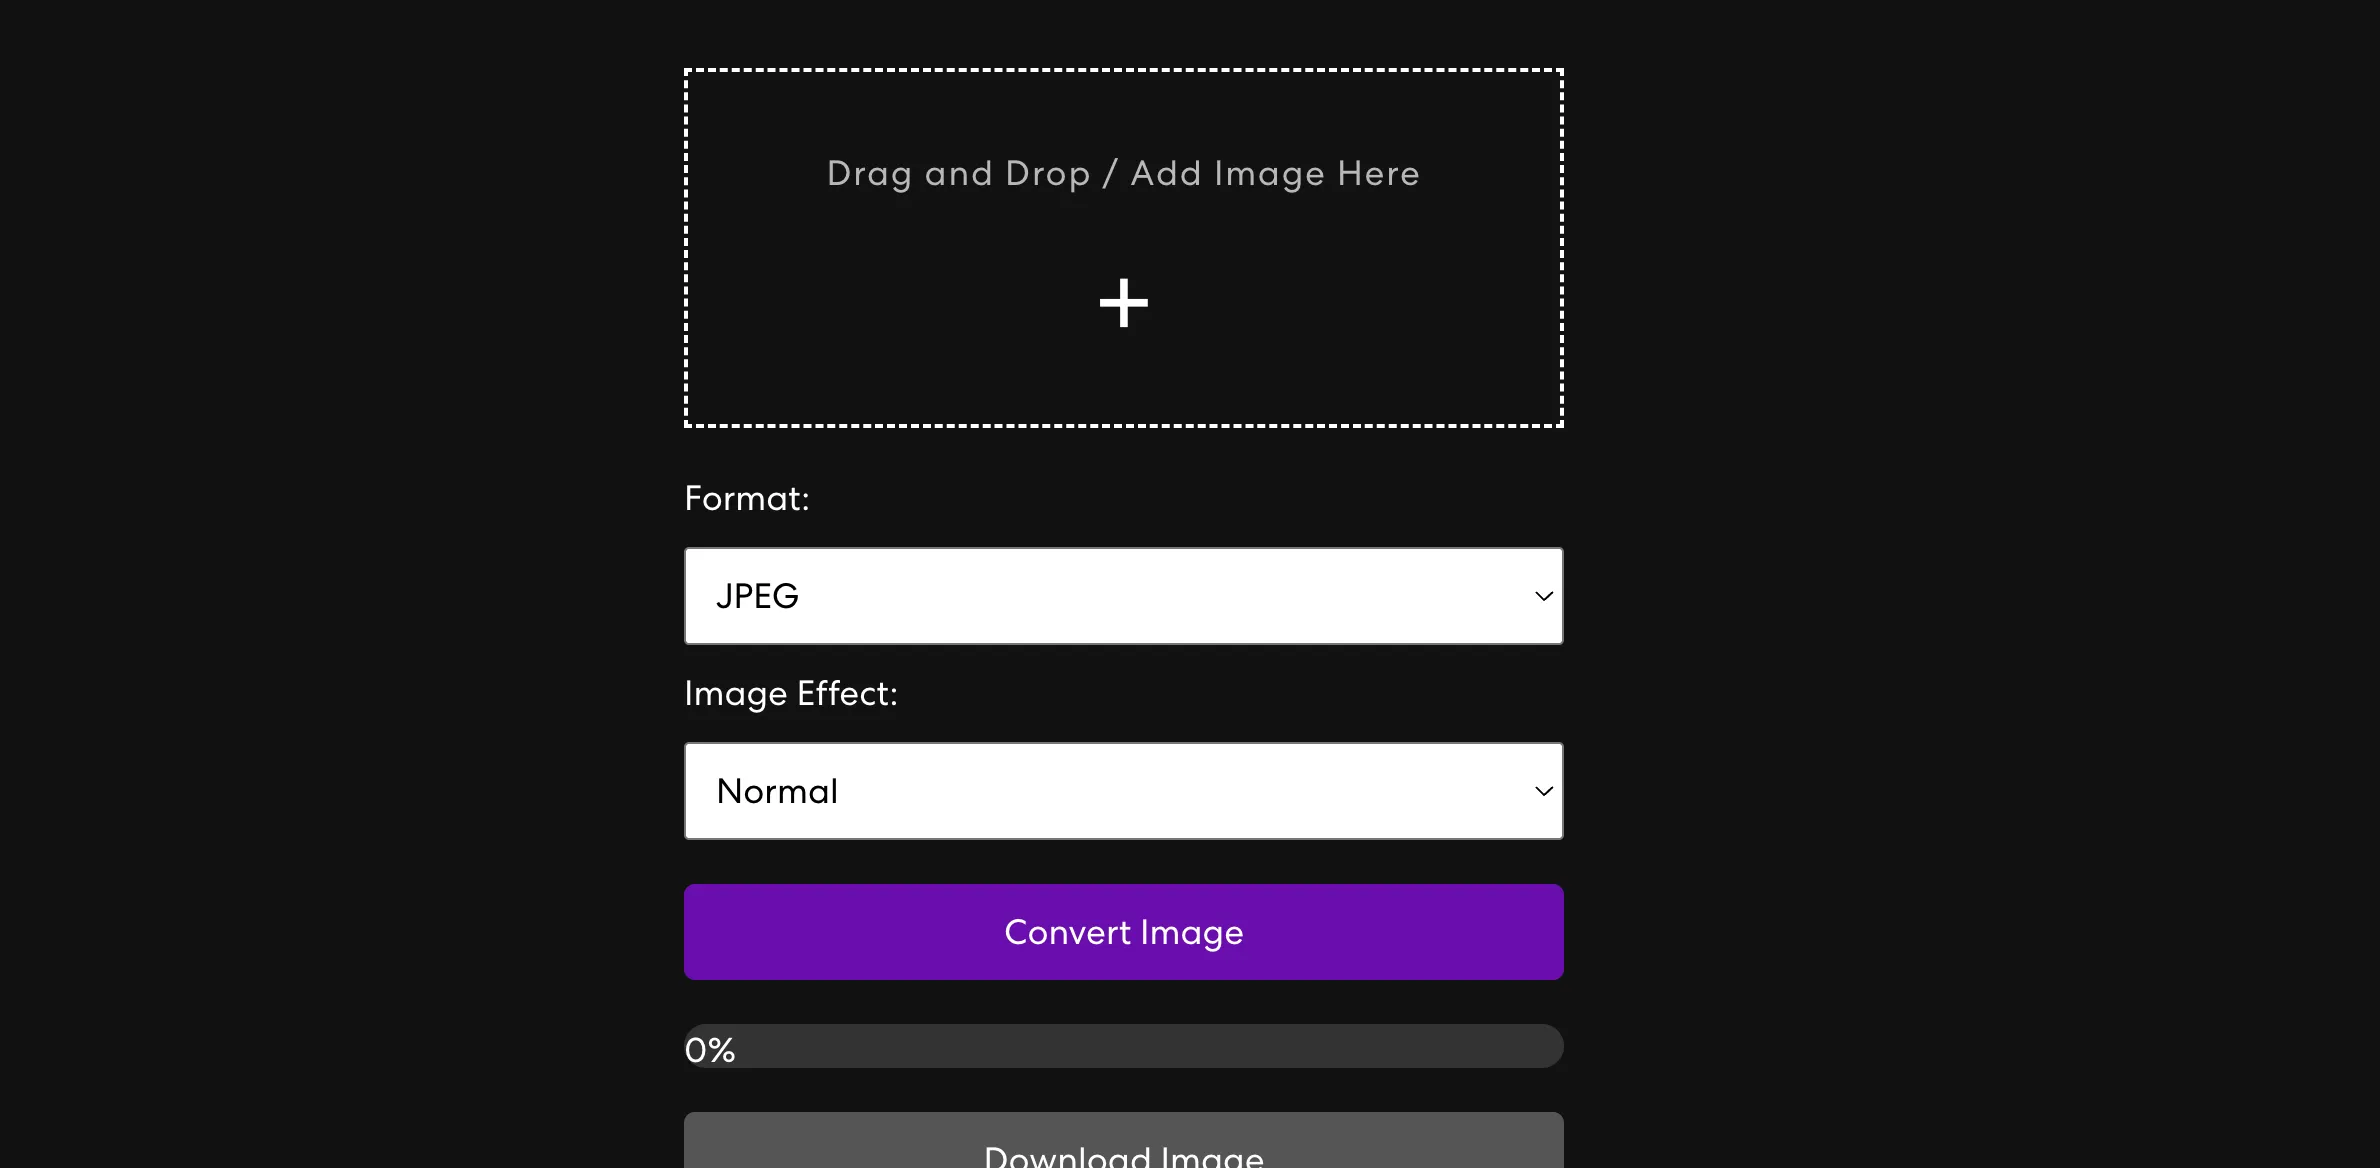 Drag and Drop / Add Image Here
+
Format:
JPEG
Image Effect:
Normal
Convert Image
0%
Download Image